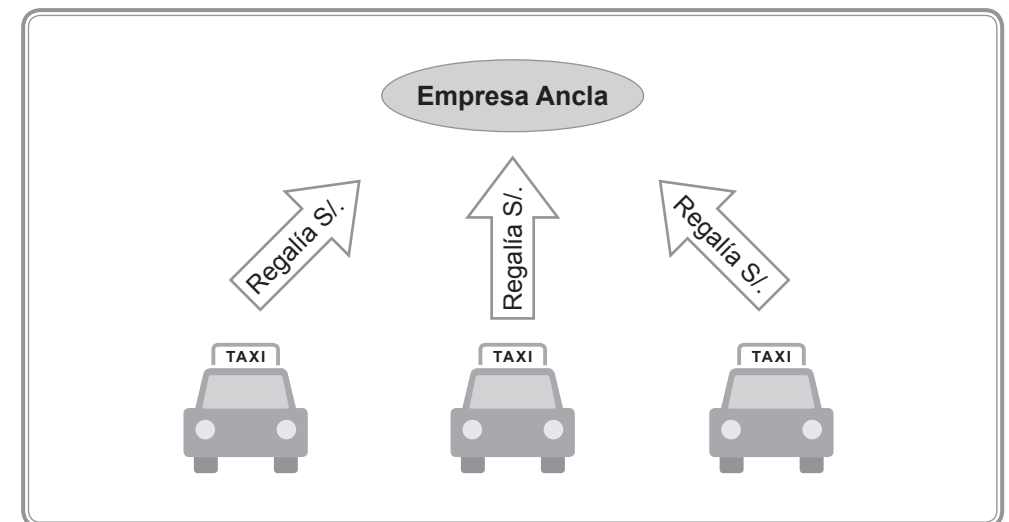 Empresa Ancla
Regalía S/.
Regalía S/.
Regalía S/.
TAXI
TAXI
TAXI